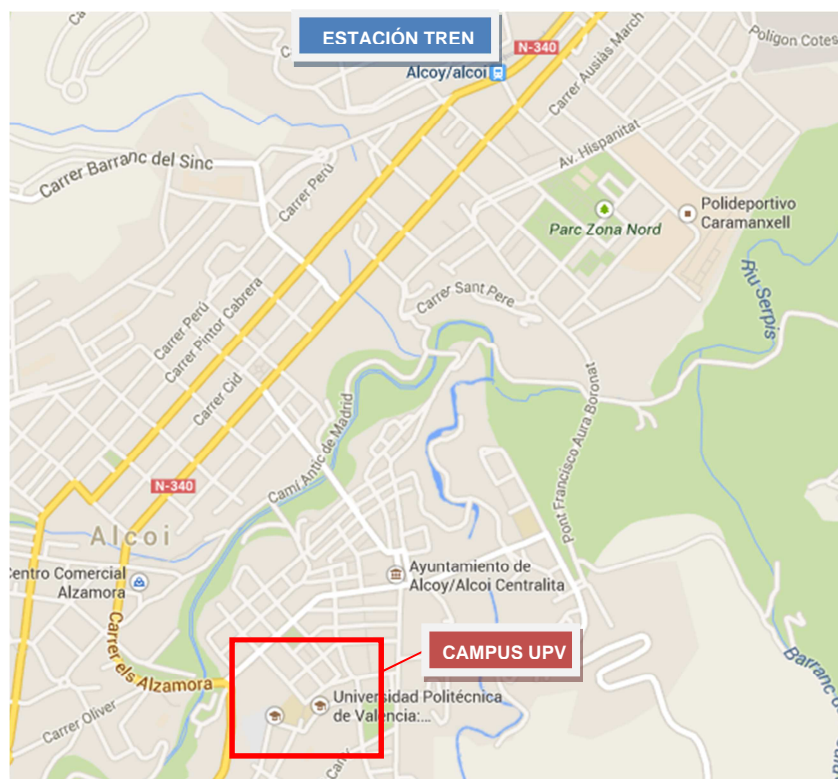 ESTACIÓN TREN
N-340
Alcoy/alcoi
Carrer Ausiàs March
Polígon Cotes
Av. Hispanitat
Carrer Barranc del Sinc
Carrer Perú
Polideportivo
Caramanxell
Parc Zona Nord
Riu Serpis
Carrer Sant Pere
Carrer Perú
Carrer Pintor Cabrera
Carrer Cid
Camí Antic de Madrid
Pont Francisco Aura Boronat
N-340
Alcoi
Centro Comercial
Alzamora
Ayuntamiento de
Alcoy/Alcoi Centralita
Carrer els Alzamora
CAMPUS UPV
Universidad Politécnica
de Valencia:...
Carrer Oliver
Barranc